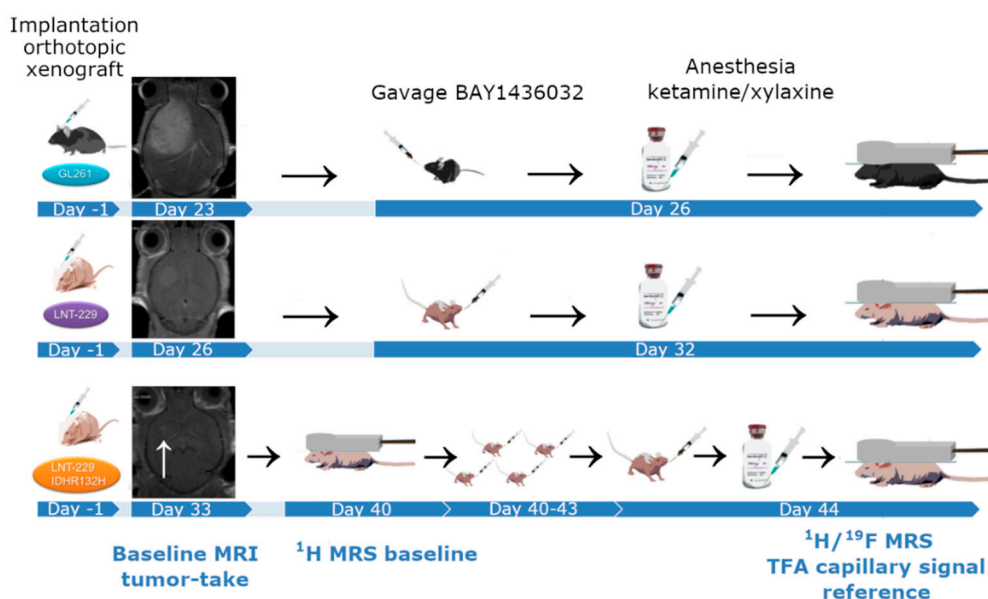 Implantation
orthotopic
xenograft
Gavage BAY1436032
Anesthesia
ketamine/xylaxine
GL261
Day -1
Day 23
Day 26
LNT-229
Day -1
Day 26
Day 32
LNT-229
IDHR132H
Day -1
Day 33
Day 40
Day 40-43
Day 44
Baseline MRI
tumor-take
¹H MRS baseline
¹H/¹⁹F MRS
TFA capillary signal
reference